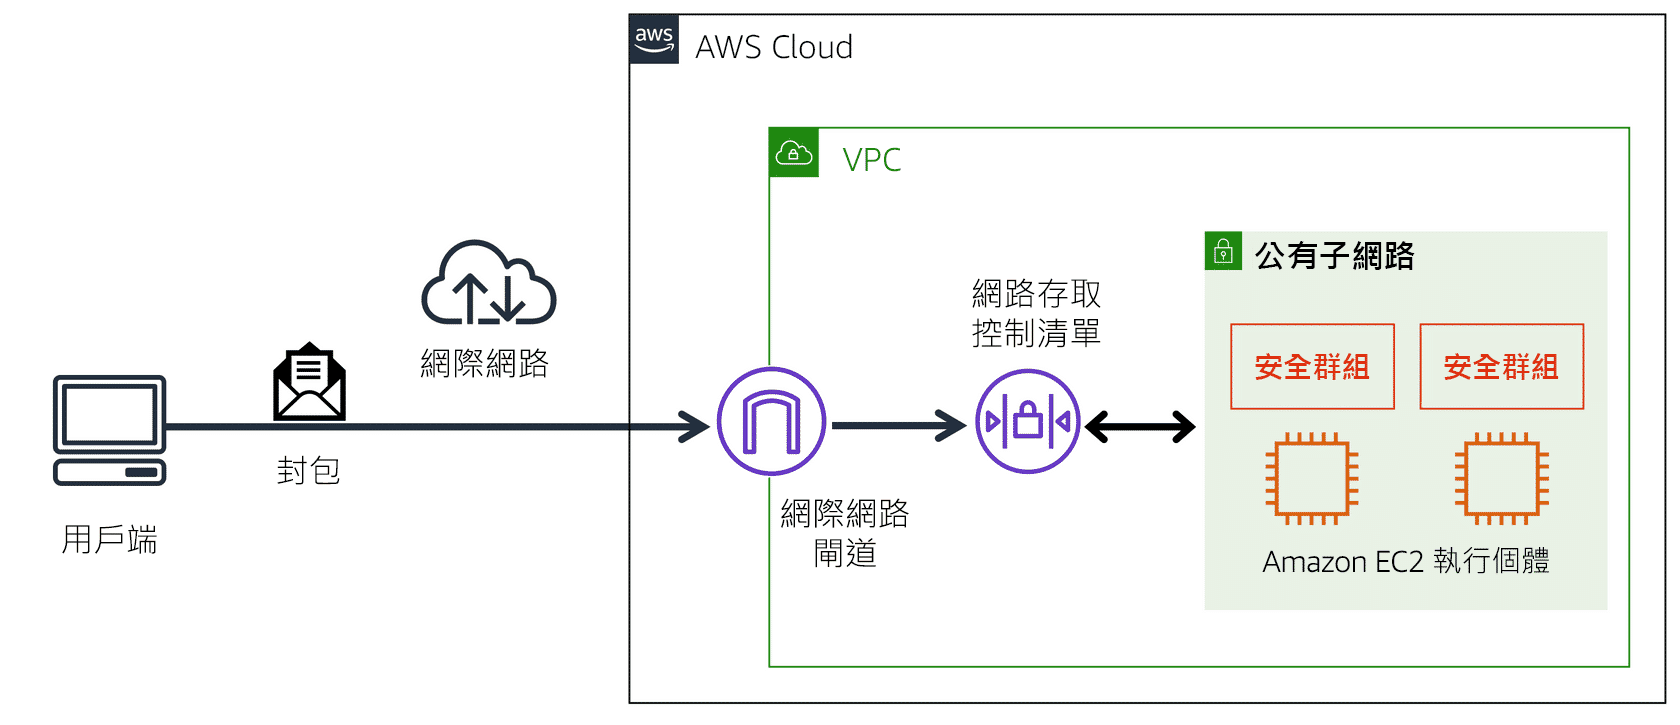 aws
AWS Cloud
VPC
公有子網路
網路存取
控制清單
安全群組
安全群組
網際網路
封包
用戶端
網際網路
閘道
Amazon EC2 執行個體